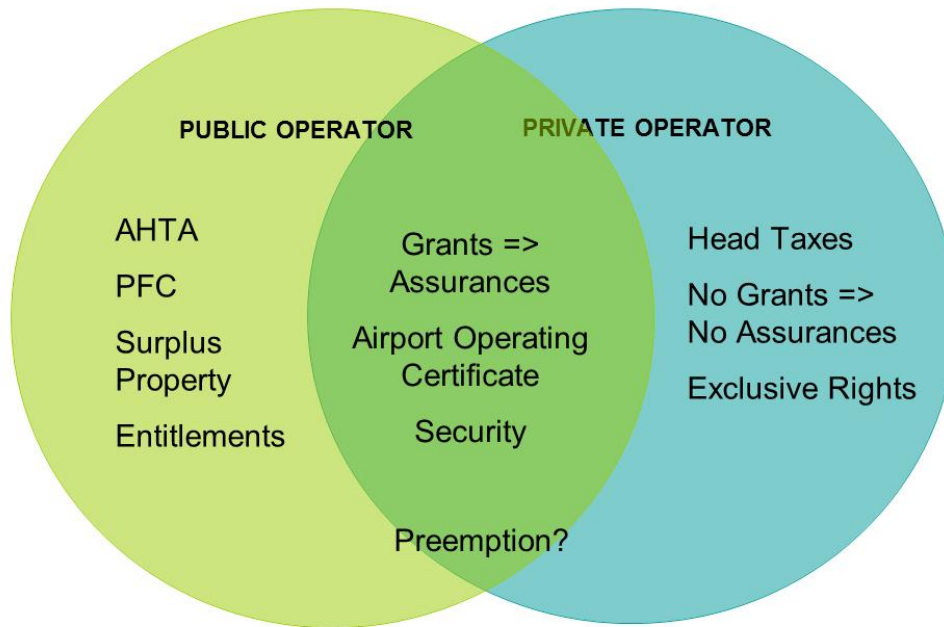 PUBLIC OPERATOR
PRIVATE OPERATOR
AHTA
PFC
Surplus
Property
Entitlements
Grants =>
Assurances
Airport Operating
Certificate
Security
Preemption?
Head Taxes
No Grants =>
No Assurances
Exclusive Rights